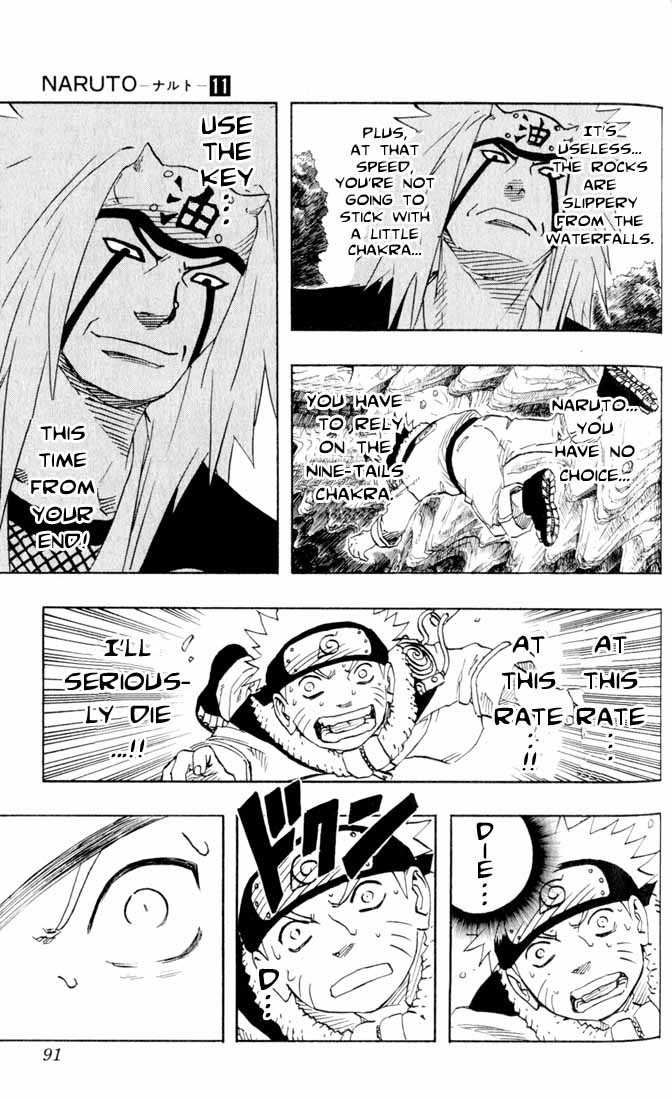 NARUTO—ナルト—11
IT'S
USELESS...
THE ROCKS
ARE
SLIPPERY
FROM THE
WATERFALLS.
PLUS,
AT THAT
SPEED,
YOU'RE NOT
GOING TO
STICK WITH
A LITTLE
CHAKRA...
油
NARUTO...
YOU
HAVE NO
CHOICE...
YOU HAVE
TO RELY
ON THE
NINE-TAILS
CHAKRA.
USE
THE
KEY
...
油
THIS
TIME
FROM
YOUR
END!
AT
THIS
RATE
...
AT
THIS
RATE
...!!
I'LL
SERIOUS-
LY DIE
...!!
DIE...
ドクン
D...
91